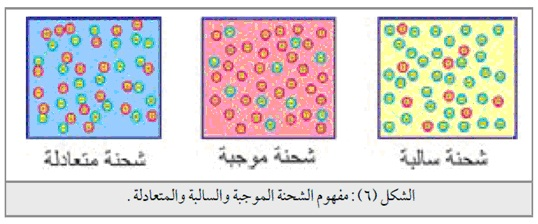 شحنة سالبة
شحنة موجبة
شحنة متعادلة
الشكل (٦) : مفهوم الشحنة الموجبة والسالبة والمتعادلة .